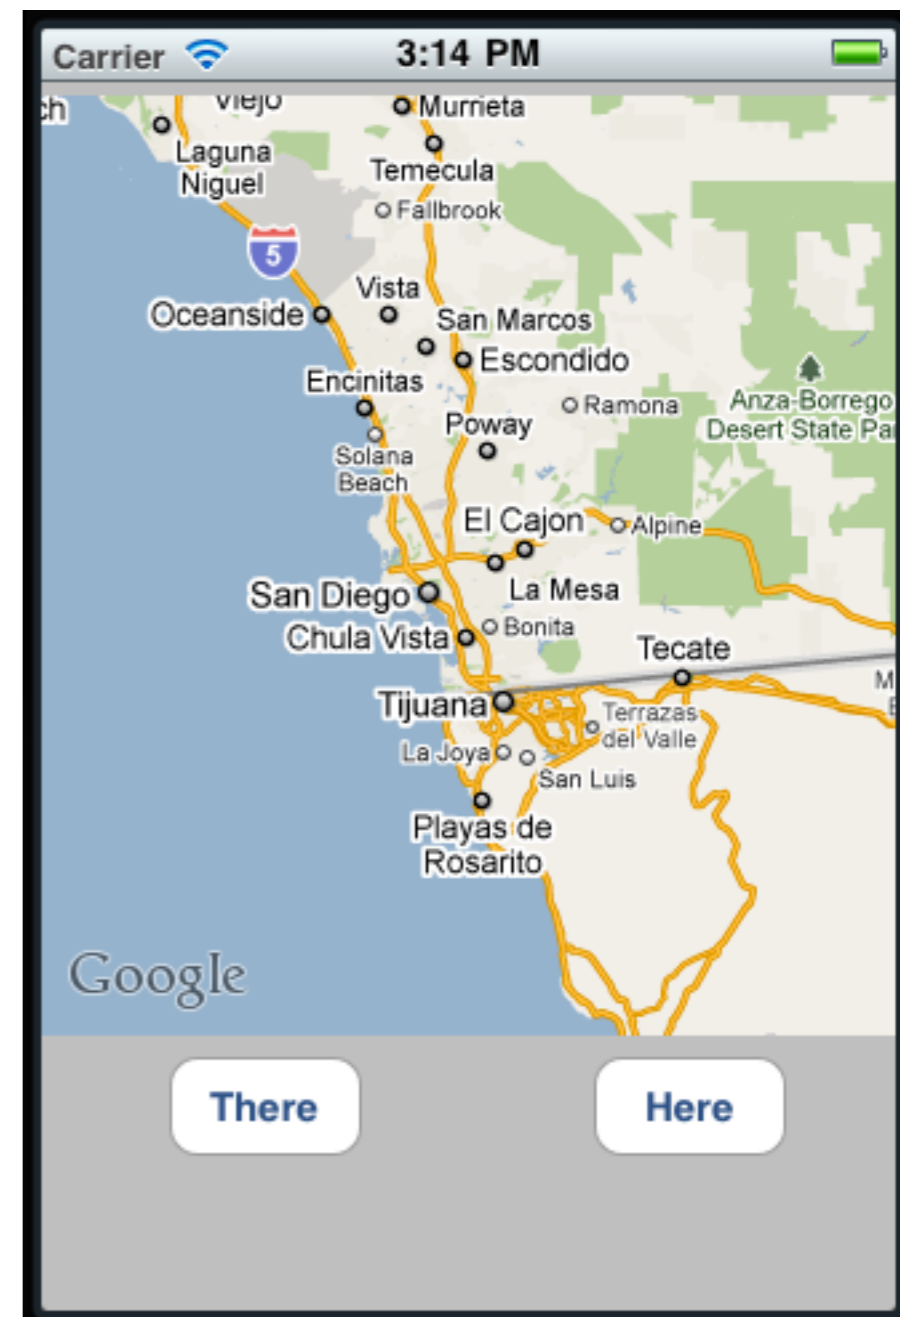 Carrier
3:14 PM
ch
Viejo
Murrieta
Laguna
Niguel
Temecula
Fallbrook
5
Vista
Oceanside
San Marcos
Escondido
Encinitas
Ramona
Anza-Borrego
Desert State Pa
Poway
Solana
Beach
El Cajon
Alpine
San Diego
La Mesa
Chula Vista
Bonita
Tecate
M
E
Tijuana
Terrazas
del Valle
La Joya
San Luis
Playas de
Rosarito
Google
There
Here